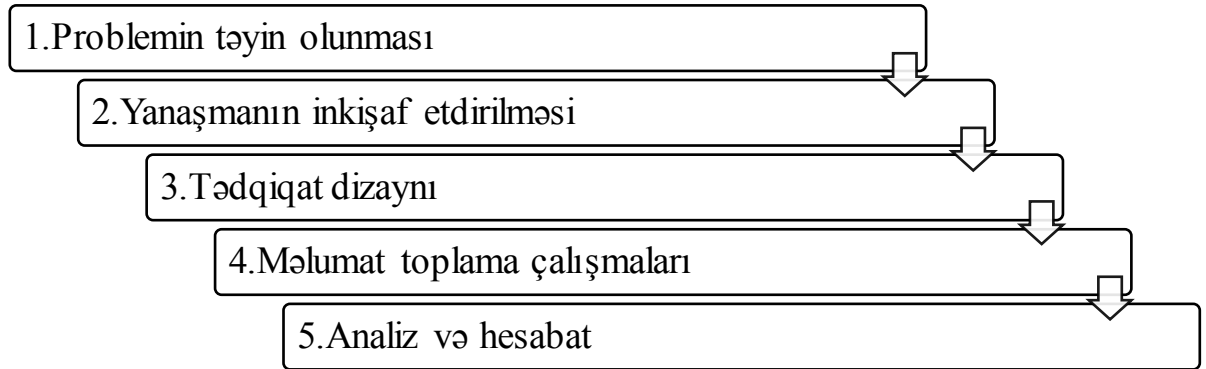 1.Problemin təyin olunması
2.Yanaşmanın inkişaf etdirilməsi
3.Tədqiqat dizaynı
4.Məlumat toplama çalışmaları
5.Analiz və hesabat